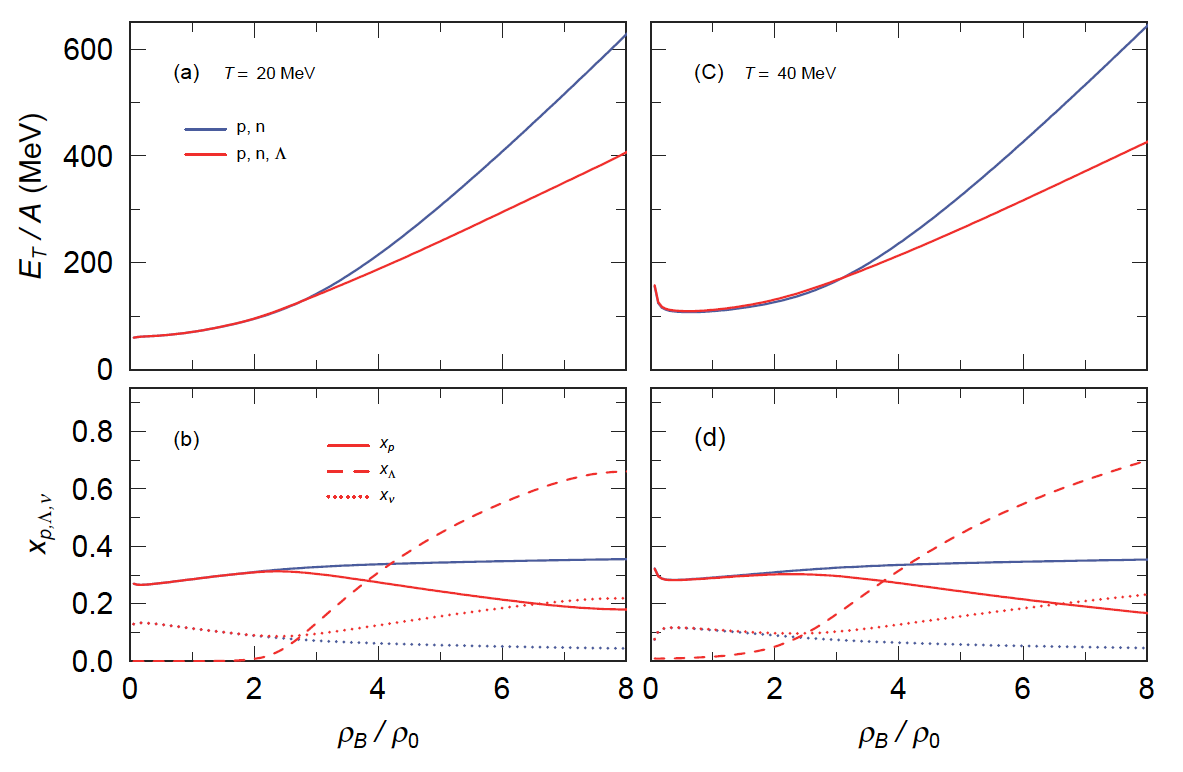 600
400
200
0
E_T / A (MeV)
(a) T = 20 MeV
p, n
p, n, Λ
(C) T = 40 MeV
0.8
0.6
0.4
0.2
0.0
x_{p,Λ,ν}
(b)
x_p
x_Λ
x_ν
(d)
0 2 4 6 8
0 2 4 6 8
ρ_B / ρ_0
ρ_B / ρ_0